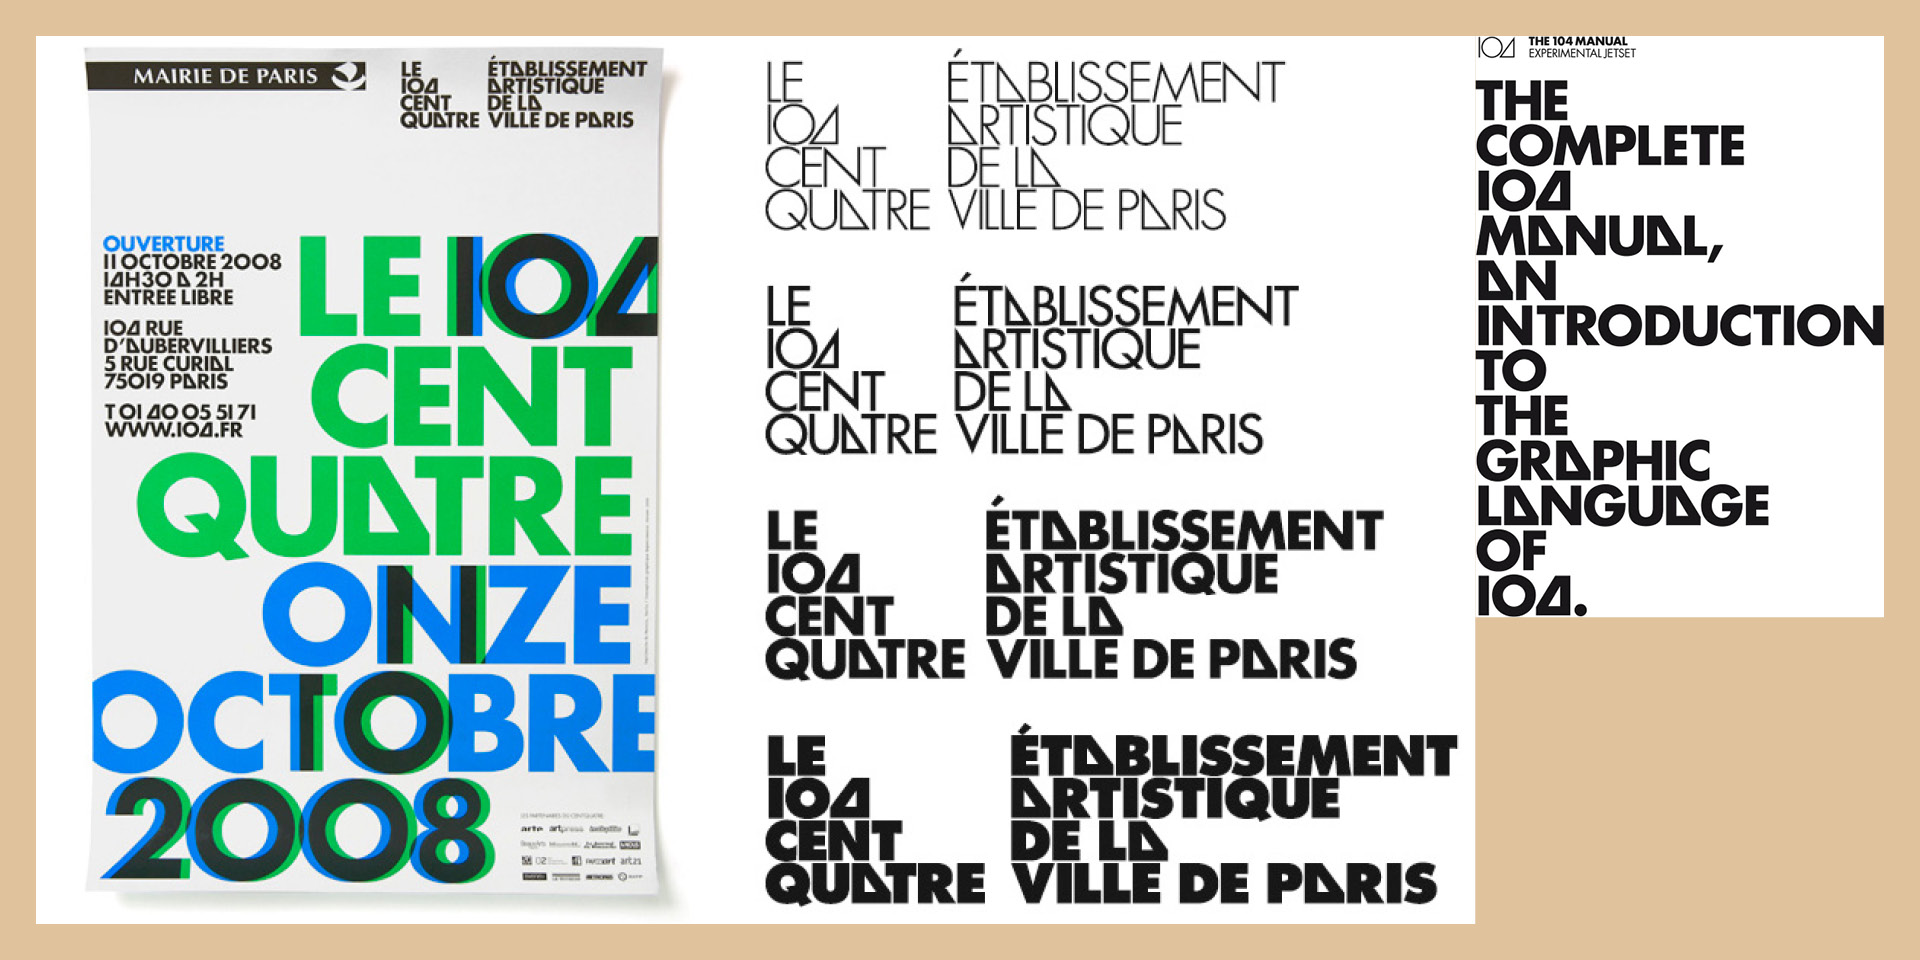 MAIRIE DE PARIS
LE
104
CENT
QUATRE
ÉTABLISSEMENT
ARTISTIQUE
DE LA
VILLE DE PARIS
OUVERTURE
11 OCTOBRE 2008
14H30 A 2H
ENTREE LIBRE
104 RUE
D'AUBERVILLIERS
5 RUE CURIAL
75019 PARIS
T 01 40 05 51 71
WWW.104.FR
LE 104
CENT
QUATRE
ONZE
OCTOBRE
2008
LES PARTENAIRES DU CENTQUATRE
arte artpress
art21
LE
104
CENT
QUATRE
ÉTABLISSEMENT
ARTISTIQUE
DE LA
VILLE DE PARIS
LE
104
CENT
QUATRE
ÉTABLISSEMENT
ARTISTIQUE
DE LA
VILLE DE PARIS
LE
104
CENT
QUATRE
ÉTABLISSEMENT
ARTISTIQUE
DE LA
VILLE DE PARIS
LE
104
CENT
QUATRE
ÉTABLISSEMENT
ARTISTIQUE
DE LA
VILLE DE PARIS
104
THE 104 MANUAL
EXPERIMENTAL JETSET
THE
COMPLETE
104
MANUAL,
AN
INTRODUCTION
TO
THE
GRAPHIC
LANGUAGE
OF
104.